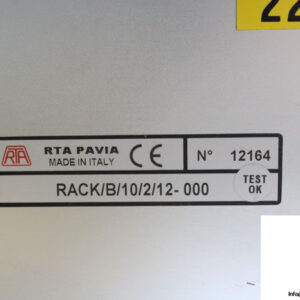 22
RTA
RTA PAVIA
MADE IN ITALY
CE
N° 12164
RACK/B/10/2/12- 000
TEST
OK